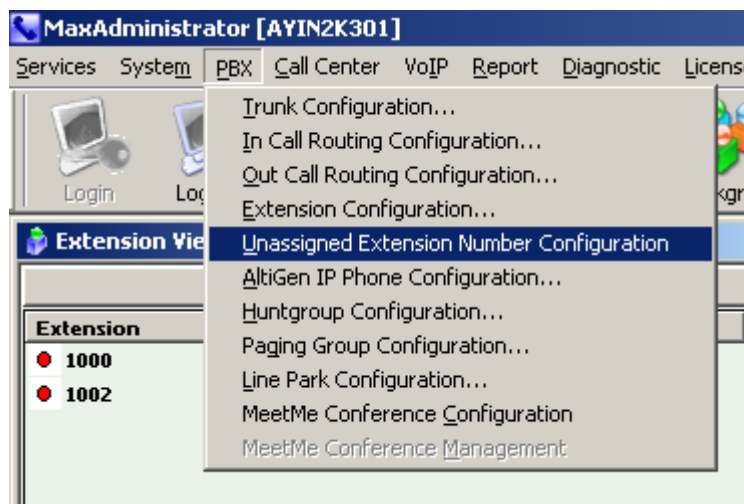 MaxAdministrator [AYIN2K301]
Services System PBX Call Center VoIP Report Diagnostic
Trunk Configuration...
In Call Routing Configuration...
Out Call Routing Configuration...
Login
Extension Configuration...
Extension
Unassigned Extension Number Configuration
AltiGen IP Phone Configuration...
Huntgroup Configuration...
Extension
Paging Group Configuration...
1000
Line Park Configuration...
1002
MeetMe Conference Configuration
MeetMe Conference Management